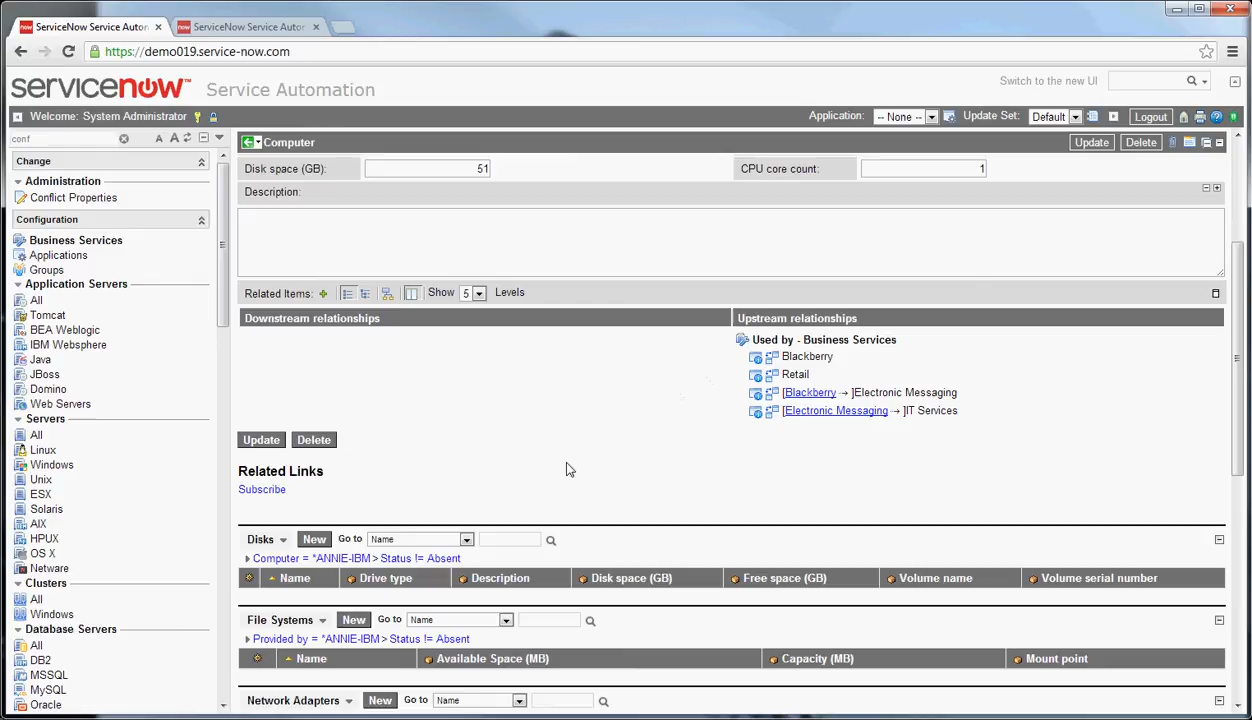 ServiceNow Service Autom
ServiceNow Service Autom
https://demo019.service-now.com
servicenow™ Service Automation
Switch to the new UI
Welcome: System Administrator
Application: -- None --
Update Set: Default
Logout
conf
A A
Change
Administration
Conflict Properties
Configuration
Business Services
Applications
Groups
Application Servers
All
Tomcat
BEA Weblogic
IBM Websphere
Java
JBoss
Domino
Web Servers
Servers
All
Linux
Windows
Unix
ESX
Solaris
AIX
HPUX
OS X
Netware
Clusters
All
Windows
Database Servers
All
DB2
MSSQL
MySQL
Oracle
Computer
Update Delete
Disk space (GB): 51
CPU core count: 1
Description:
Related Items: Show 5 Levels
Downstream relationships
Upstream relationships
Used by - Business Services
Blackberry
Retail
[Blackberry → ]Electronic Messaging
[Electronic Messaging → ]IT Services
Update Delete
Related Links
Subscribe
Disks New Go to Name
Computer = *ANNIE-IBM > Status != Absent
Name Drive type Description Disk space (GB) Free space (GB) Volume name Volume serial number
File Systems New Go to Name
Provided by = *ANNIE-IBM > Status != Absent
Name Available Space (MB) Capacity (MB) Mount point
Network Adapters New Go to Name